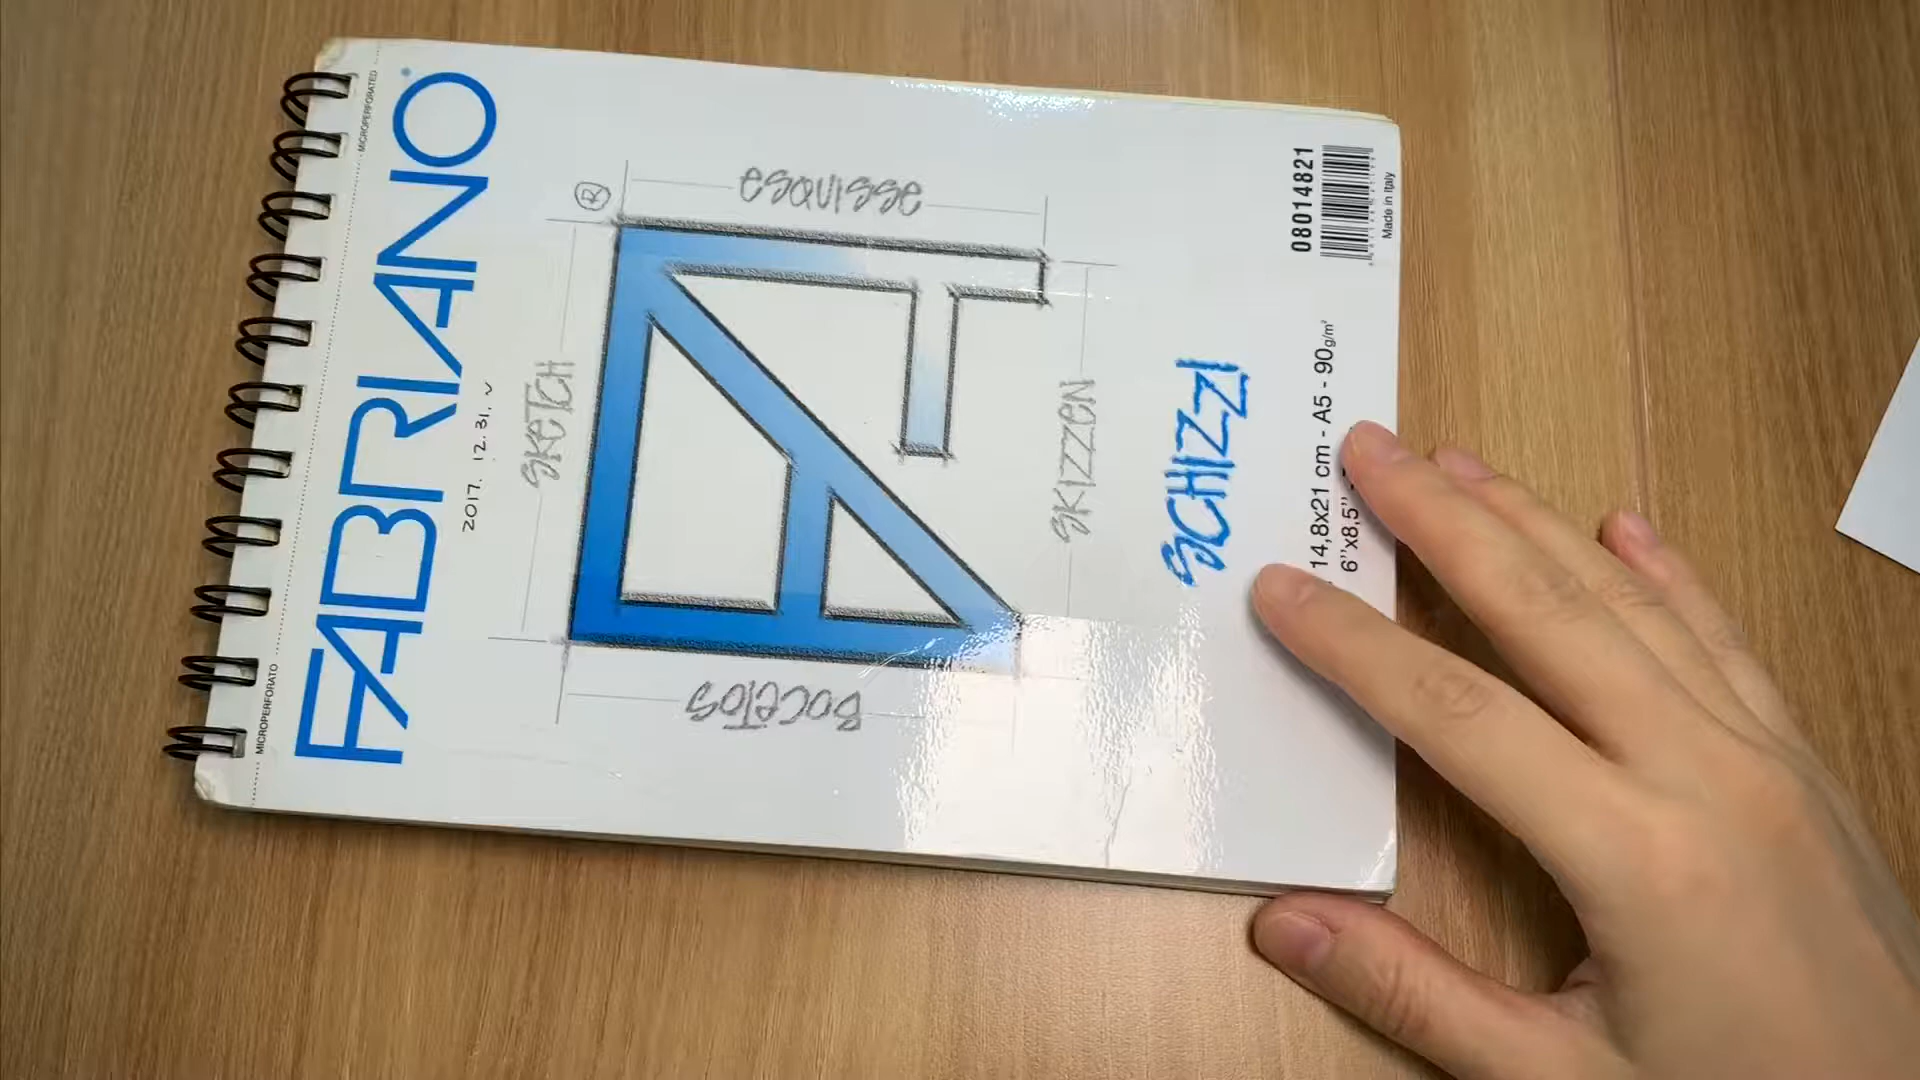 MICROPERFORATO
MICROPERFORATED
FABRIANO
2017. 12. 31. ~
®
SKETCH
esquisse
BOCETOS
SKIZZEN
SCHIZZI
14,8x21 cm - A5 - 90g/m²
6"x8,5"
08014821
Made in Italy